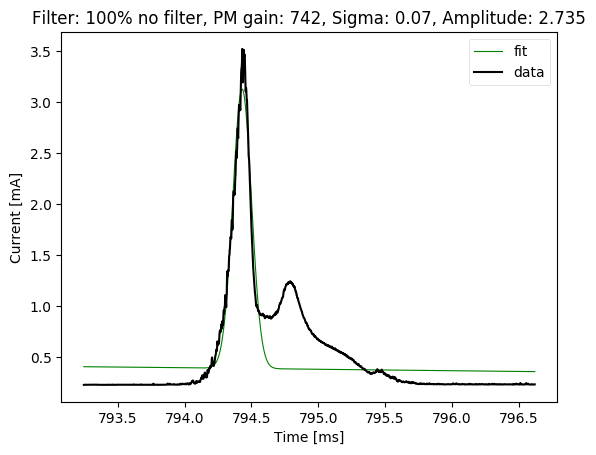 Filter: 100% no filter, PM gain: 742, Sigma: 0.07, Amplitude: 2.735
fit
data
3.5
3.0
2.5
2.0
1.5
1.0
0.5
Current [mA]
793.5 794.0 794.5 795.0 795.5 796.0 796.5
Time [ms]